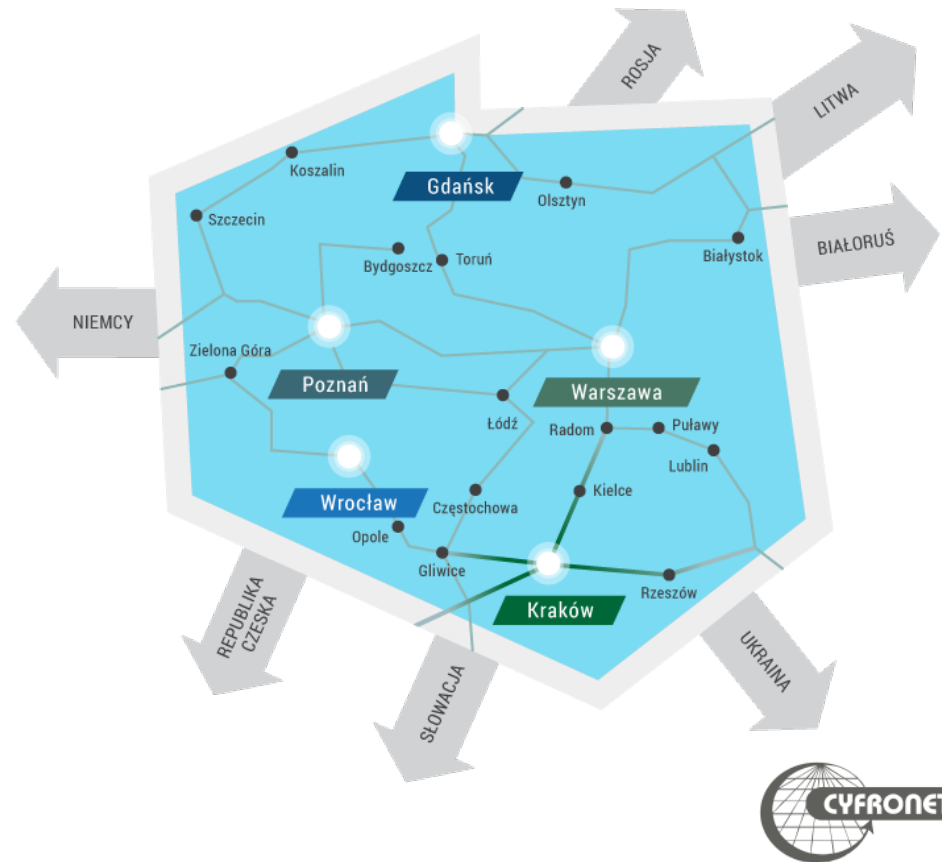 ROSJA
LITWA
Koszalin
Gdańsk
Olsztyn
Szczecin
BIAŁORUŚ
Białystok
Bydgoszcz
Toruń
NIEMCY
Zielona Góra
Poznań
Warszawa
Łódź
Radom
Puławy
Lublin
Kielce
Wrocław
Częstochowa
Opole
Gliwice
Rzeszów
Kraków
REPUBLIKA
CZESKA
SŁOWACJA
UKRAINA
CYFRONET